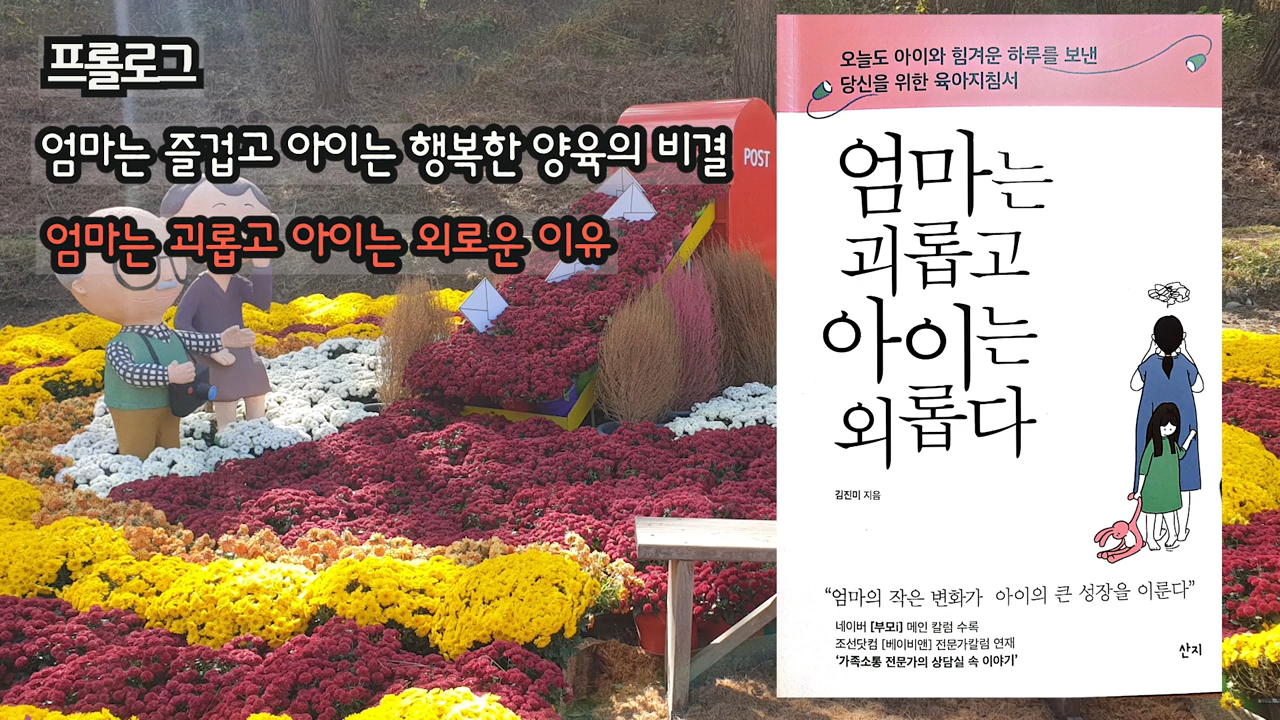 프롤로그
엄마는 즐겁고 아이는 행복한 양육의 비결
엄마는 괴롭고 아이는 외로운 이유
POST
오늘도 아이와 힘겨운 하루를 보낸
당신을 위한 육아지침서
엄마는
괴롭고
아이는
외롭다
김진미 지음
“엄마의 작은 변화가 아이의 큰 성장을 이룬다”
네이버 [부모i] 메인 칼럼 수록
조선닷컴 [베이비앤] 전문가칼럼 연재
‘가족소통 전문가의 상담실 속 이야기’
산지